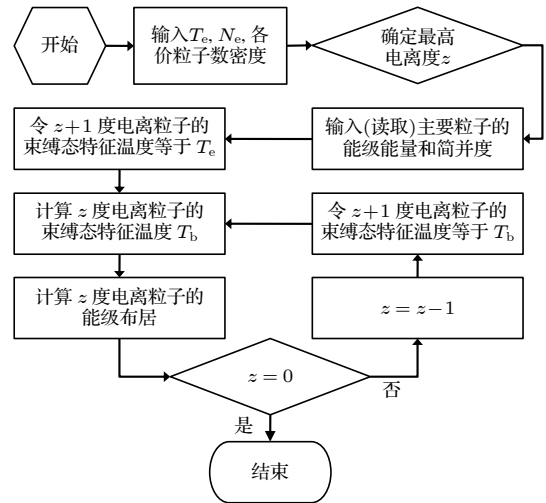 开始
输入Te, Ne, 各
价粒子数密度
确定最高
电离度z
令 z+1 度电离粒子的
束缚态特征温度等于 Te
输入(读取)主要粒子的
能级能量和简并度
计算 z 度电离粒子的
束缚态特征温度 Tb
令 z+1 度电离粒子的
束缚态特征温度等于 Tb
计算 z 度电离粒子的
能级布居
z = z−1
z = 0
否
是
结束